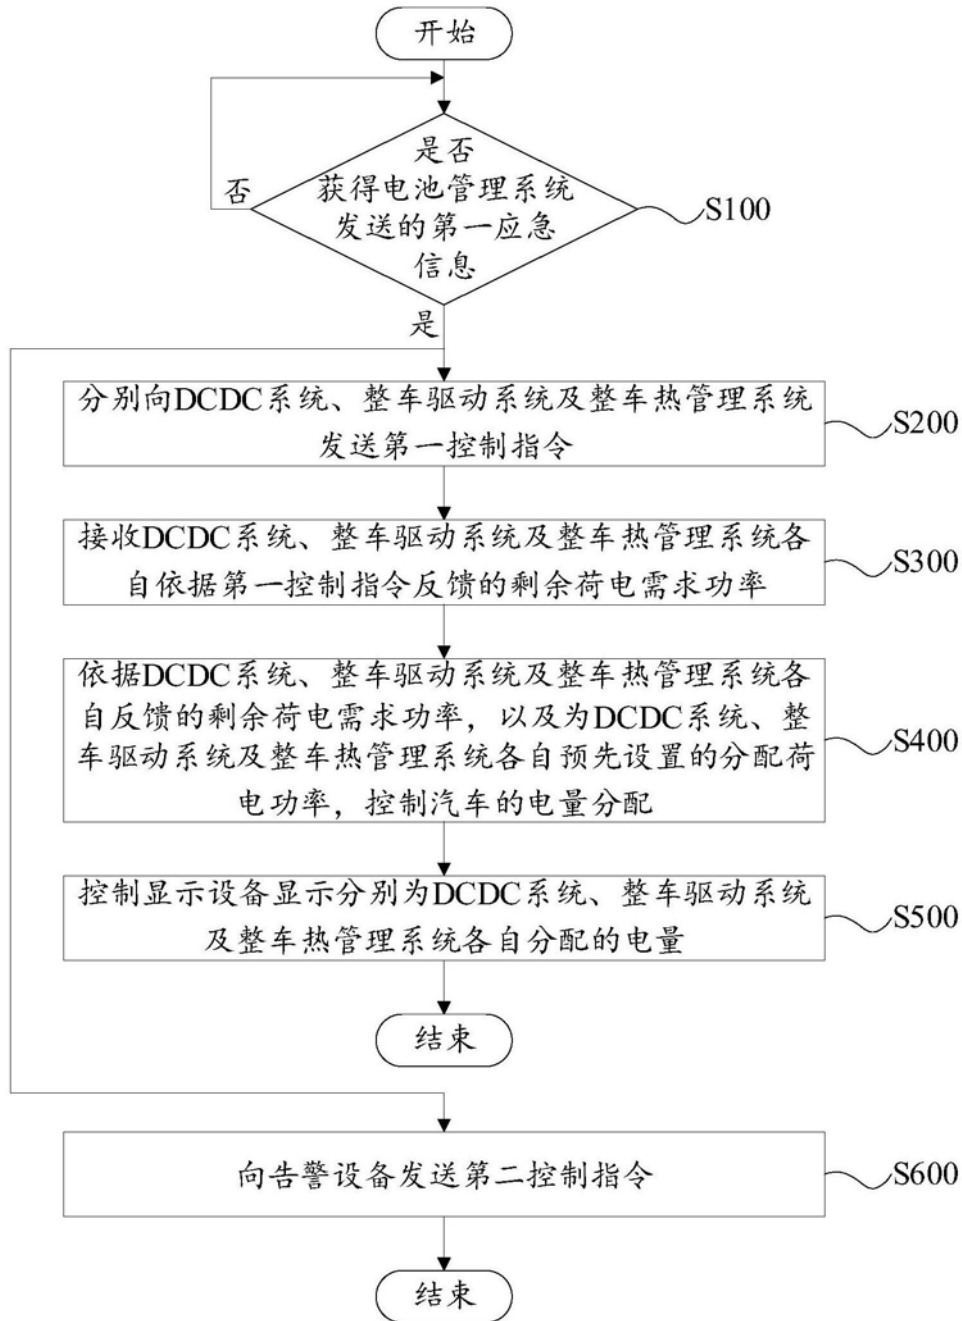 开始
是否
获得电池管理系统
发送的第一应急
信息
否
S100
是
分别向DCDC系统、整车驱动系统及整车热管理系统
发送第一控制指令
S200
接收DCDC系统、整车驱动系统及整车热管理系统各
自依据第一控制指令反馈的剩余荷电需求功率
S300
依据DCDC系统、整车驱动系统及整车热管理系统各
自反馈的剩余荷电需求功率，以及为DCDC系统、整
车驱动系统及整车热管理系统各自预先设置的分配荷
电功率，控制汽车的电量分配
S400
控制显示设备显示分别为DCDC系统、整车驱动系统
及整车热管理系统各自分配的电量
S500
结束
向告警设备发送第二控制指令
S600
结束